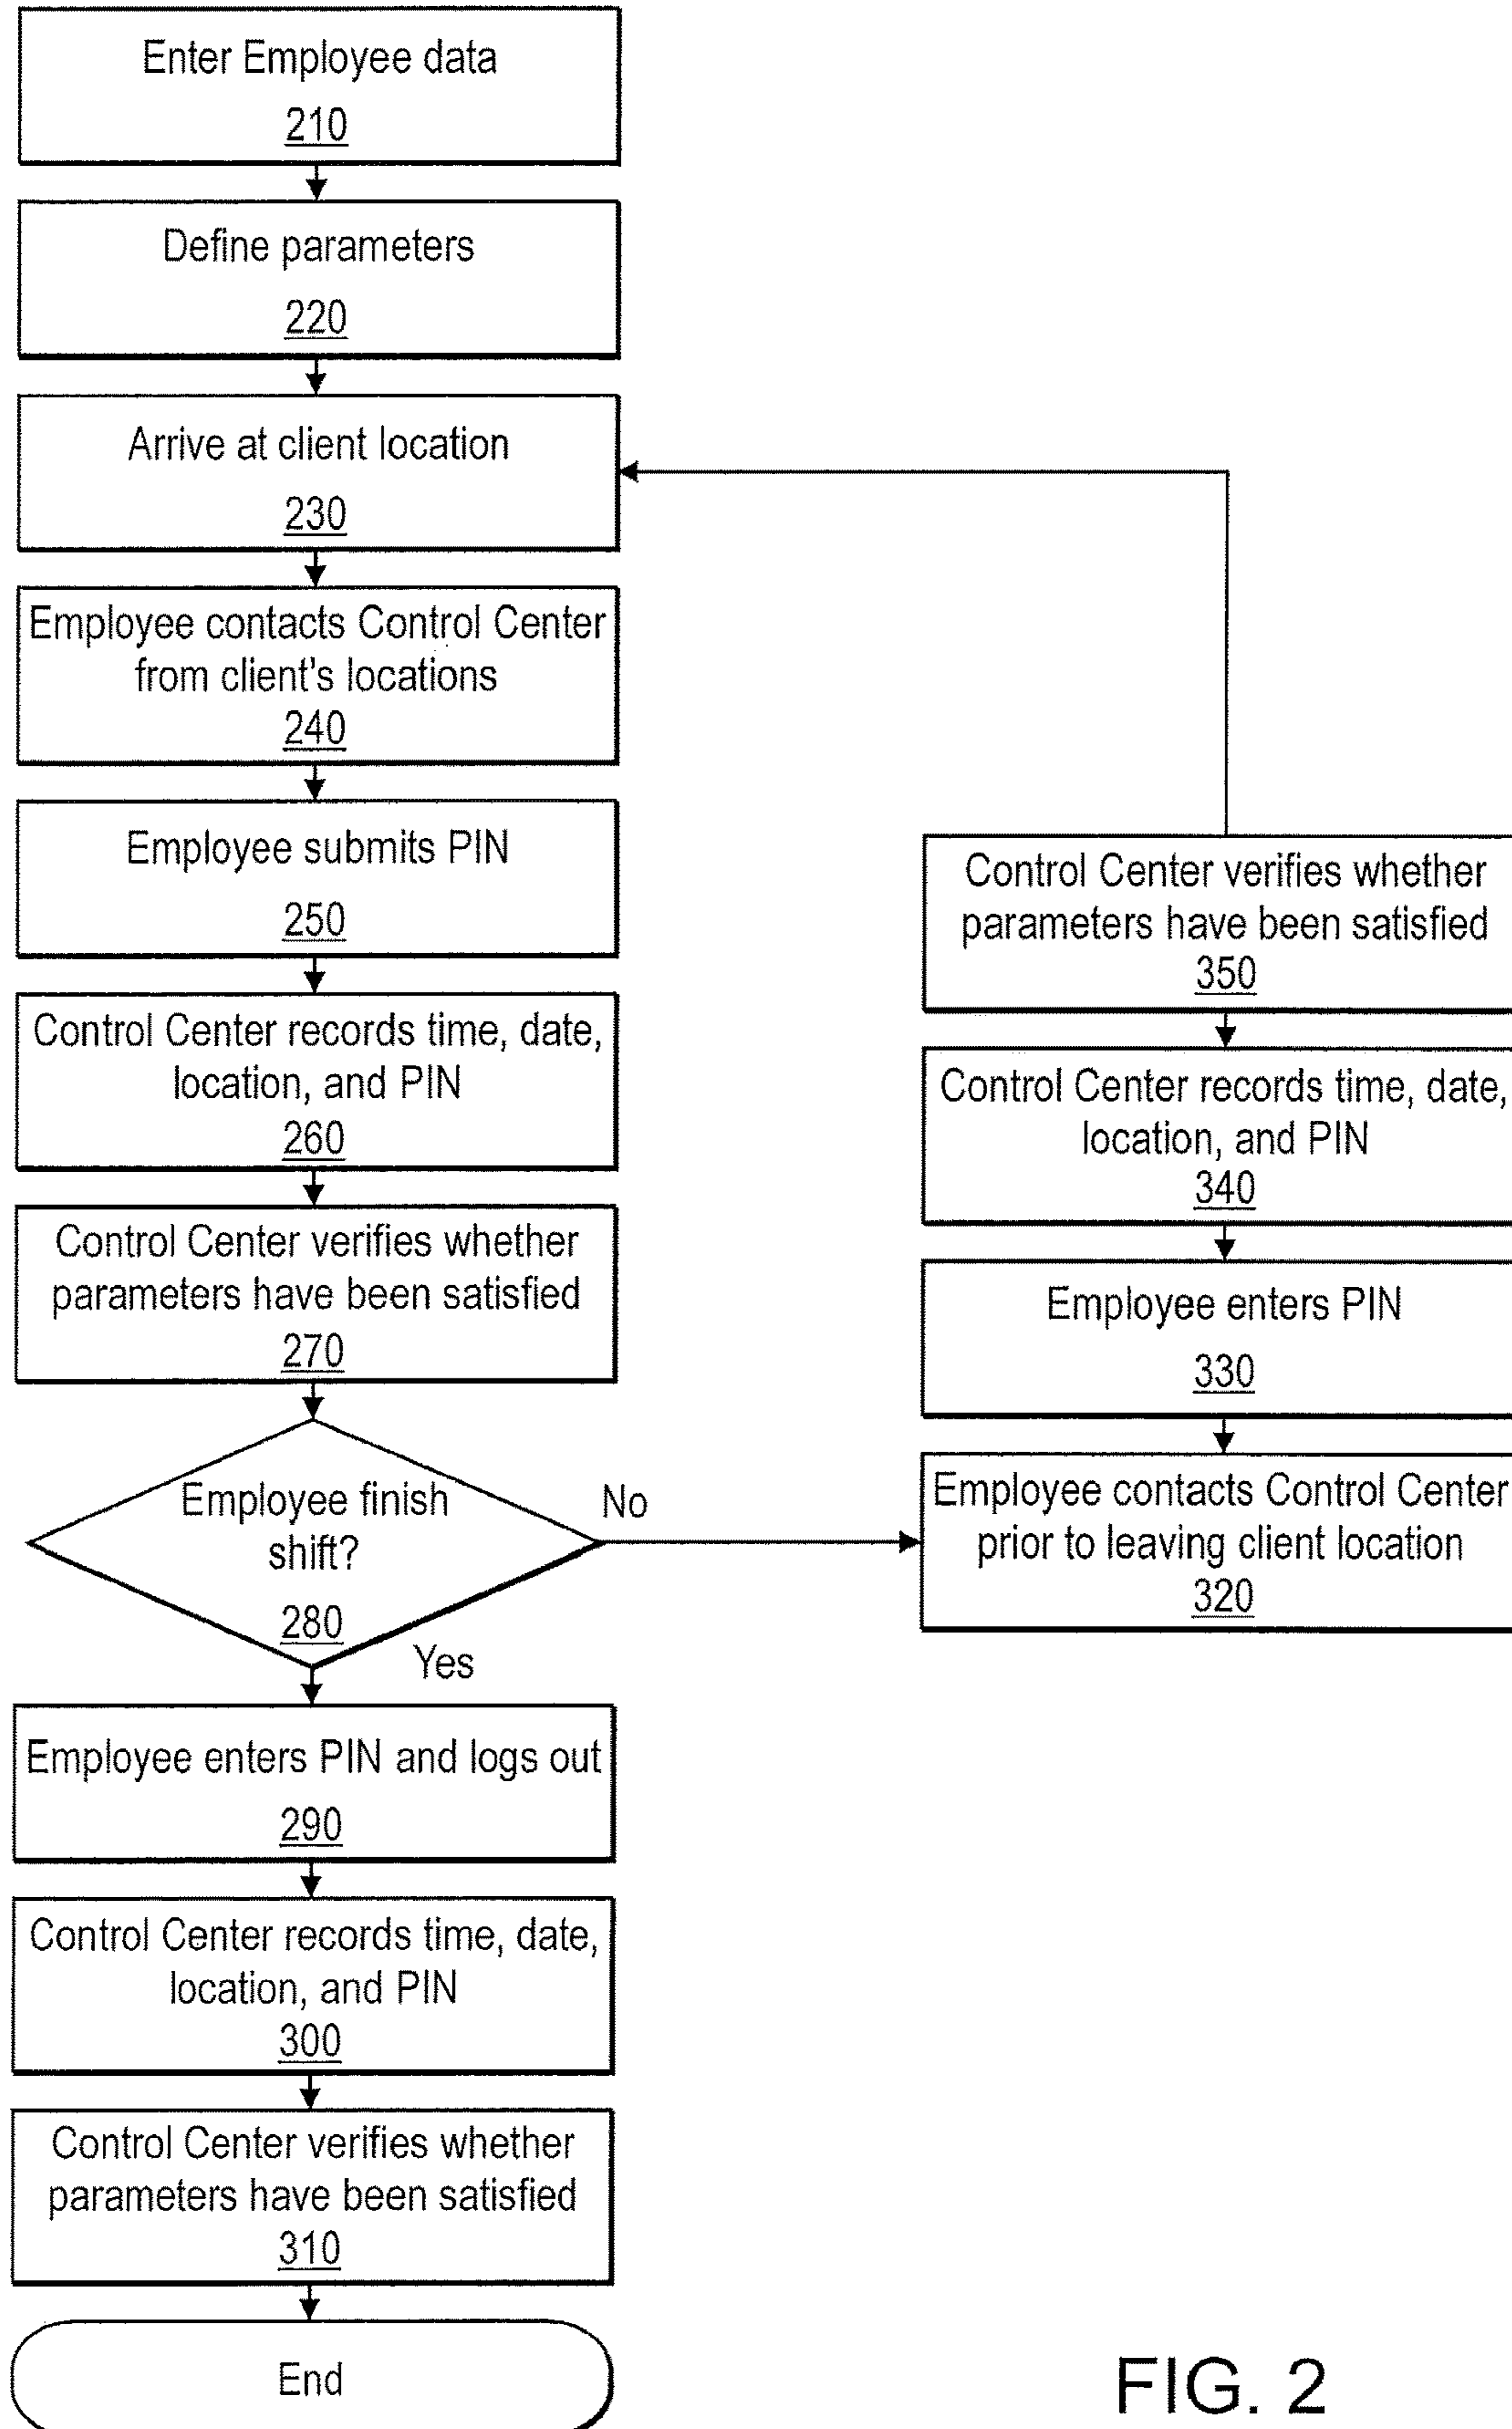 Enter Employee data
210
Define parameters
220
Arrive at client location
230
Employee contacts Control Center
from client's locations
240
Employee submits PIN
250
Control Center records time, date,
location, and PIN
260
Control Center verifies whether
parameters have been satisfied
270
Employee finish
shift?
280
No
Yes
Employee enters PIN and logs out
290
Control Center records time, date,
location, and PIN
300
Control Center verifies whether
parameters have been satisfied
310
End
Control Center verifies whether
parameters have been satisfied
350
Control Center records time, date,
location, and PIN
340
Employee enters PIN
330
Employee contacts Control Center
prior to leaving client location
320
FIG. 2